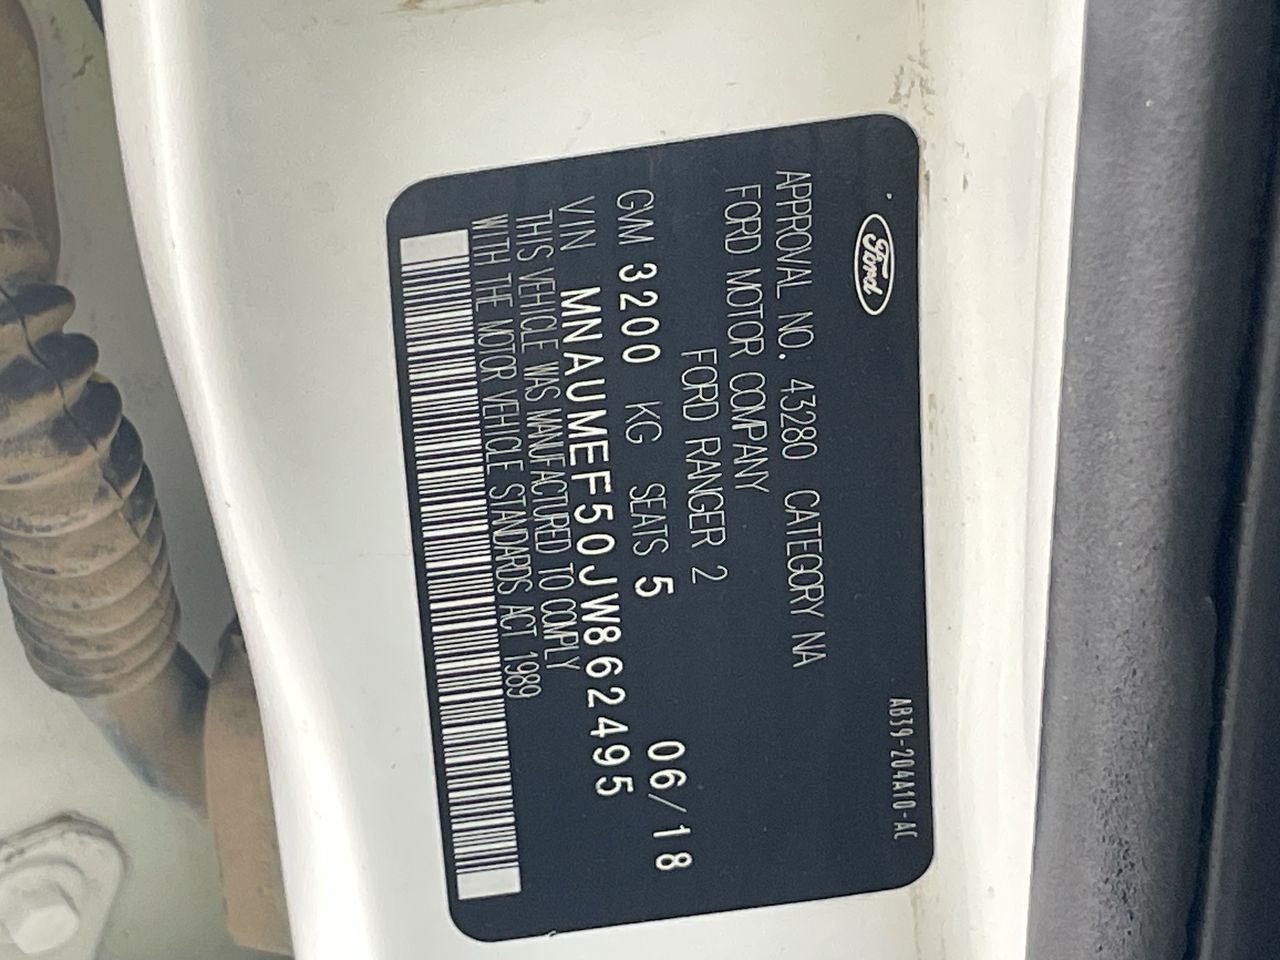 Ford
AB39-204A10-AC
APPROVAL NO. 43280 CATEGORY NA
FORD MOTOR COMPANY
FORD RANGER 2
GVM 3200 KG SEATS 5 06/18
VIN MNAUMEF50JW862495
THIS VEHICLE WAS MANUFACTURED TO COMPLY
WITH THE MOTOR VEHICLE STANDARDS ACT 1989